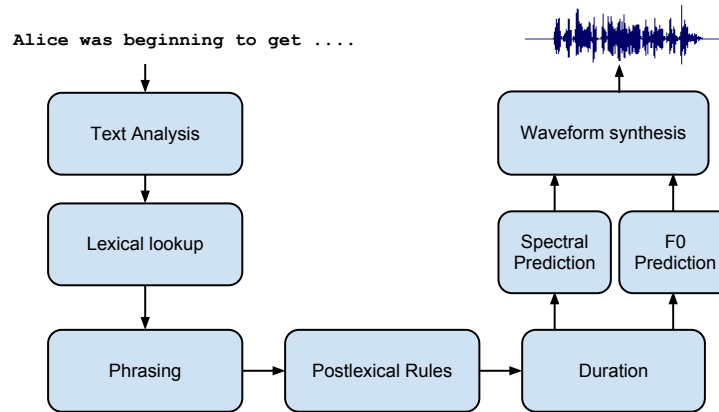 Alice was beginning to get ....
Text Analysis
Lexical lookup
Phrasing
Postlexical Rules
Duration
Spectral
Prediction
F0
Prediction
Waveform synthesis